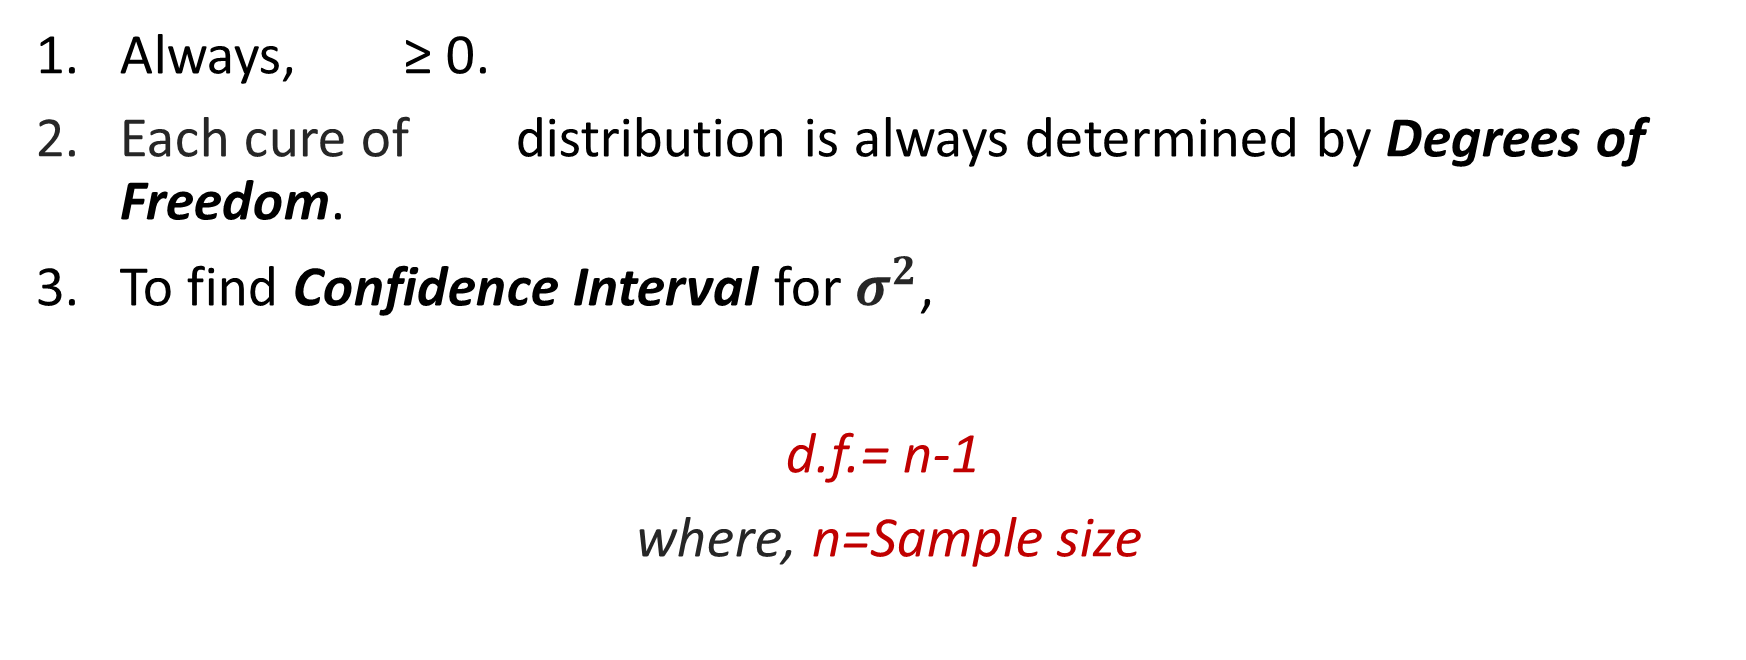 1. Always, ≥ 0.
2. Each cure of distribution is always determined by Degrees of
Freedom.
3. To find Confidence Interval for σ²,
d.f.= n-1
where, n=Sample size